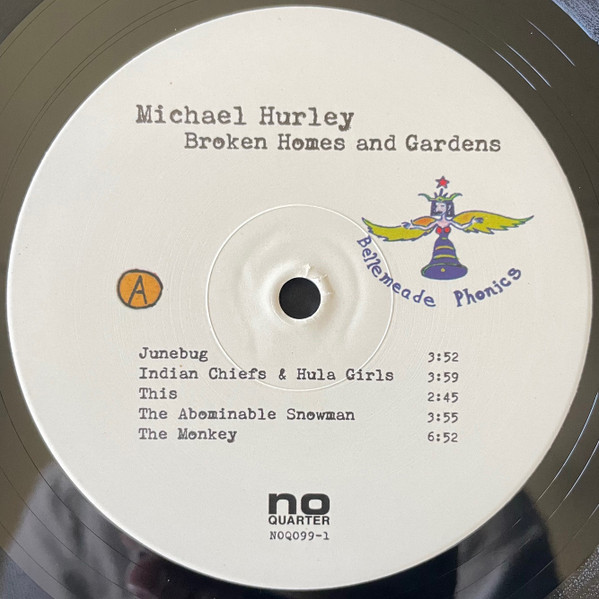 Michael Hurley
Broken Homes and Gardens
Bellemeade Phonics
A
Junebug 3:52
Indian Chiefs & Hula Girls 3:59
This 2:45
The Abominable Snowman 3:55
The Monkey 6:52
no
QUARTER
NOQ099-1